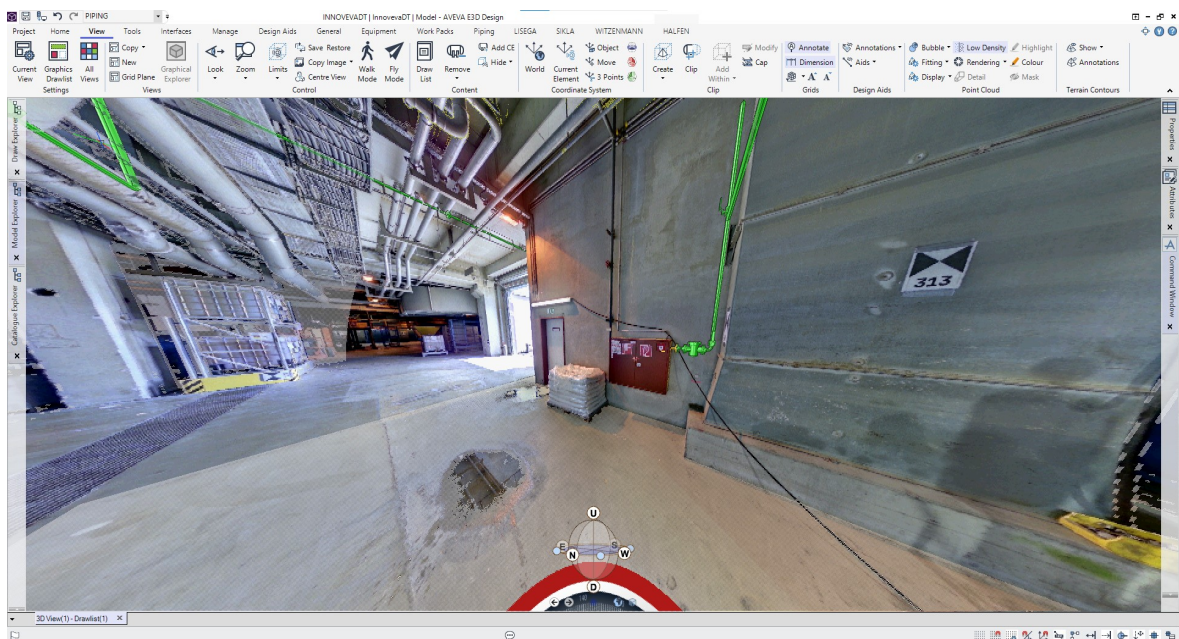 PIPING
INNOVEVADT | InnovevaDT | Model - AVEVA E3D Design
Project Home View Tools Interfaces Manage Design Aids General Equipment Work Packs Piping LISEGA SIKLA WITZENMANN HALFEN
Copy Save Restore Add CE Object Modify Annotate Annotations Bubble Low Density Highlight Show
New Copy Image Hide Move Cap Dimension Aids Fitting Rendering Colour Annotations
Grid Plane Centre View 3 Points A A Display Detail Mask
Current View Graphics Drawlist All Views Graphical Explorer Look Zoom Limits Walk Mode Fly Mode Draw List Remove World Current Element Create Clip Add Within
Settings Views Control Content Coordinate System Clip Grids Design Aids Point Cloud Terrain Contours
Draw Explorer
Model Explorer
Catalogue Explorer
Properties
Attributes
Command Window
313
U
E S
N W
D
3D View(1) - Drawlist(1)